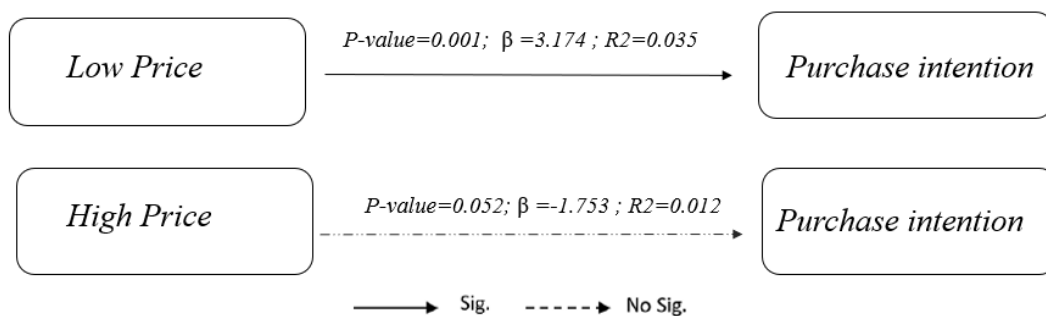 P-value=0.001; β =3.174 ; R2=0.035
Low Price
Purchase intention
P-value=0.052; β =-1.753 ; R2=0.012
High Price
Purchase intention
Sig.
No Sig.